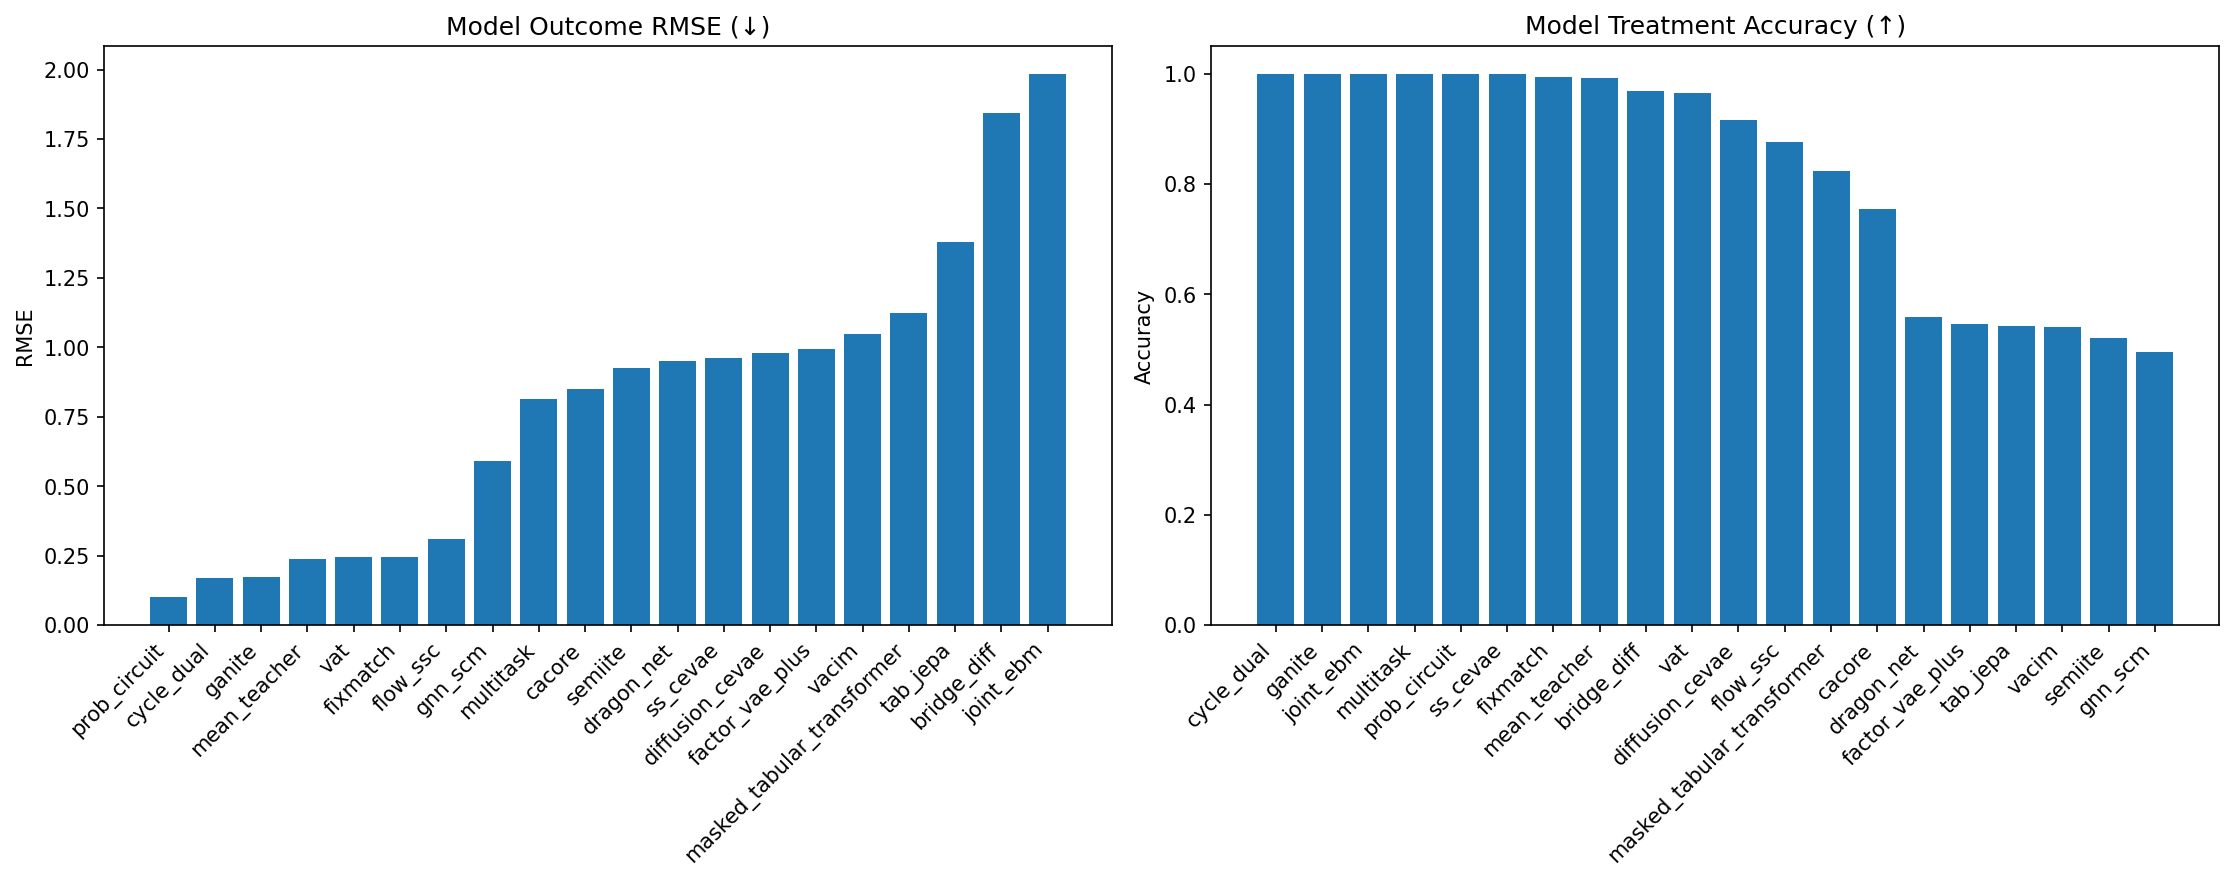 Model Outcome RMSE (↓)
RMSE
2.00
1.75
1.50
1.25
1.00
0.75
0.50
0.25
0.00
prob_circuit
cycle_dual
ganite
mean_teacher
vat
fixmatch
flow_ssc
gnn_scm
multitask
cacore
semiite
dragon_net
ss_cevae
diffusion_cevae
factor_vae_plus
vacim
masked_tabular_transformer
tab_jepa
bridge_diff
joint_ebm
Model Treatment Accuracy (↑)
Accuracy
1.0
0.8
0.6
0.4
0.2
0.0
cycle_dual
ganite
joint_ebm
multitask
prob_circuit
ss_cevae
fixmatch
mean_teacher
bridge_diff
vat
diffusion_cevae
flow_ssc
masked_tabular_transformer
cacore
dragon_net
factor_vae_plus
tab_jepa
vacim
semiite
gnn_scm